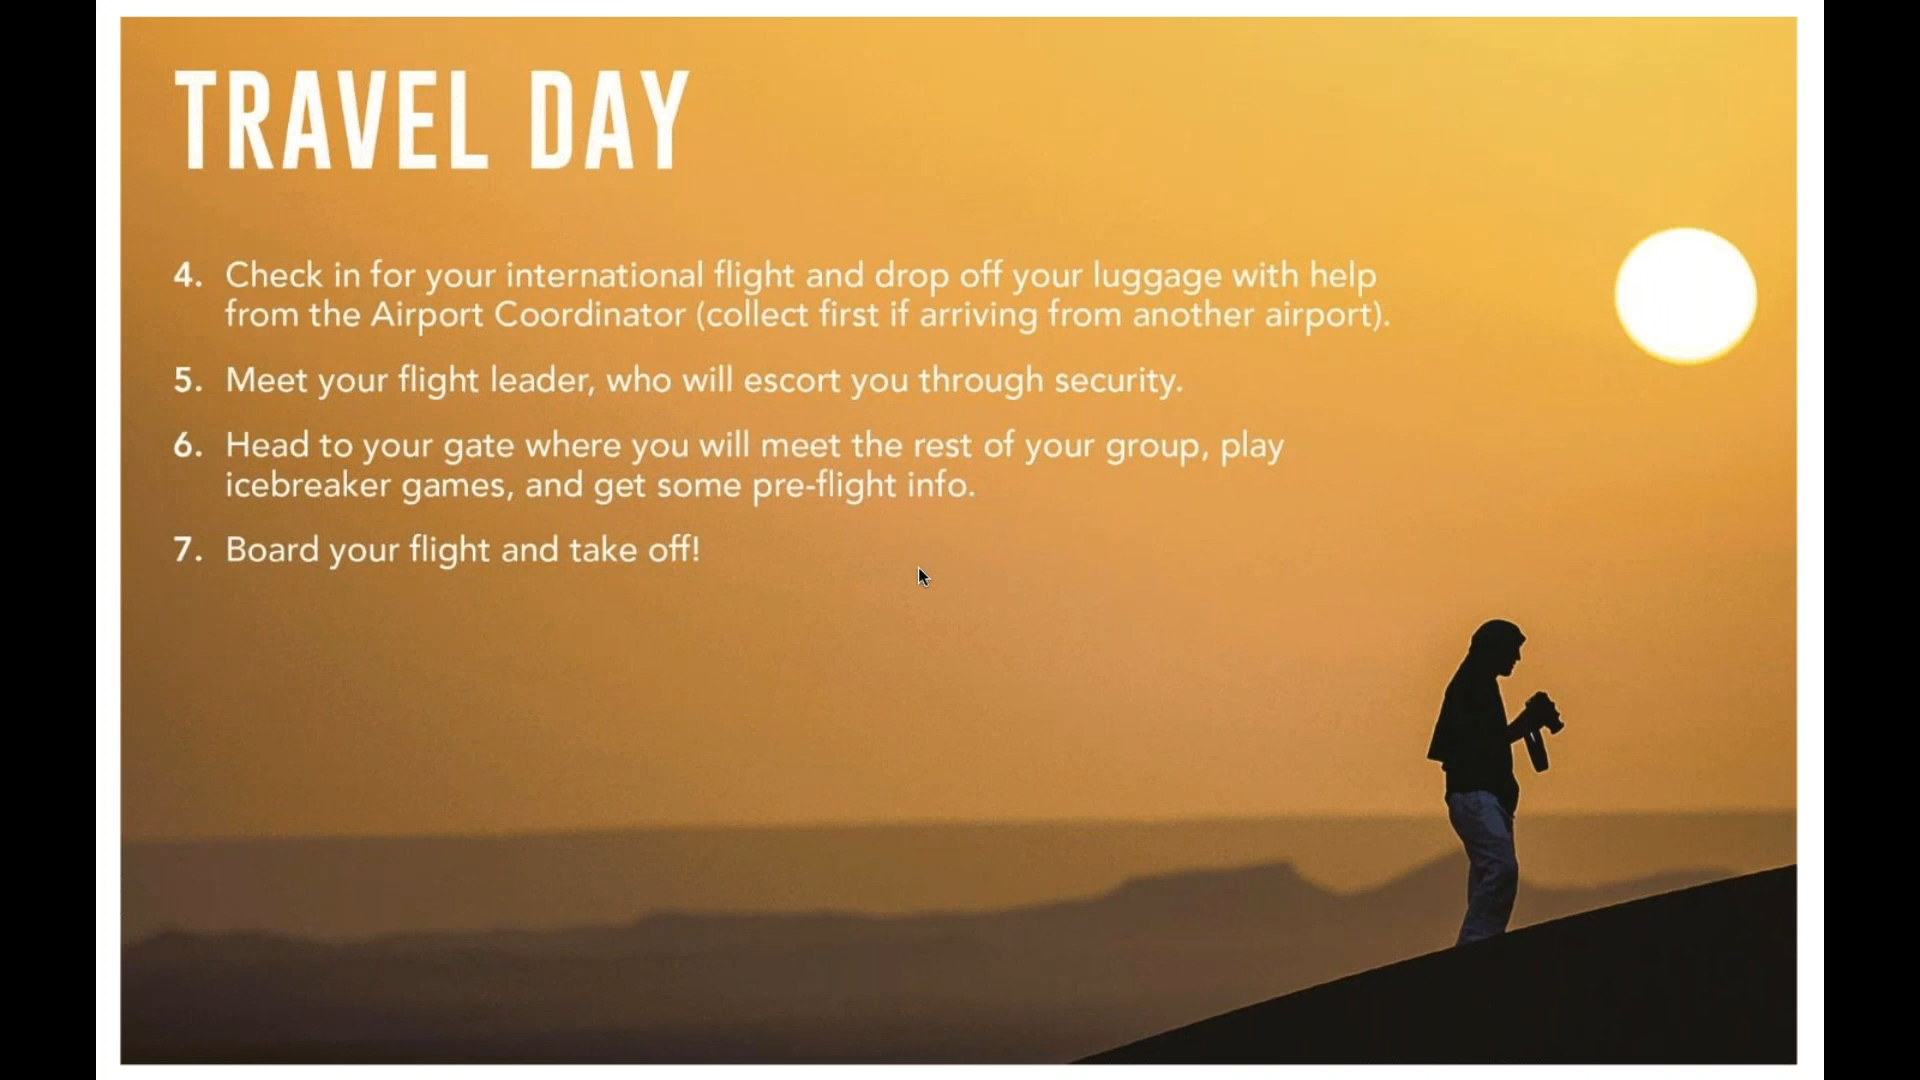 TRAVEL DAY
4. Check in for your international flight and drop off your luggage with help
from the Airport Coordinator (collect first if arriving from another airport).
5. Meet your flight leader, who will escort you through security.
6. Head to your gate where you will meet the rest of your group, play
icebreaker games, and get some pre-flight info.
7. Board your flight and take off!